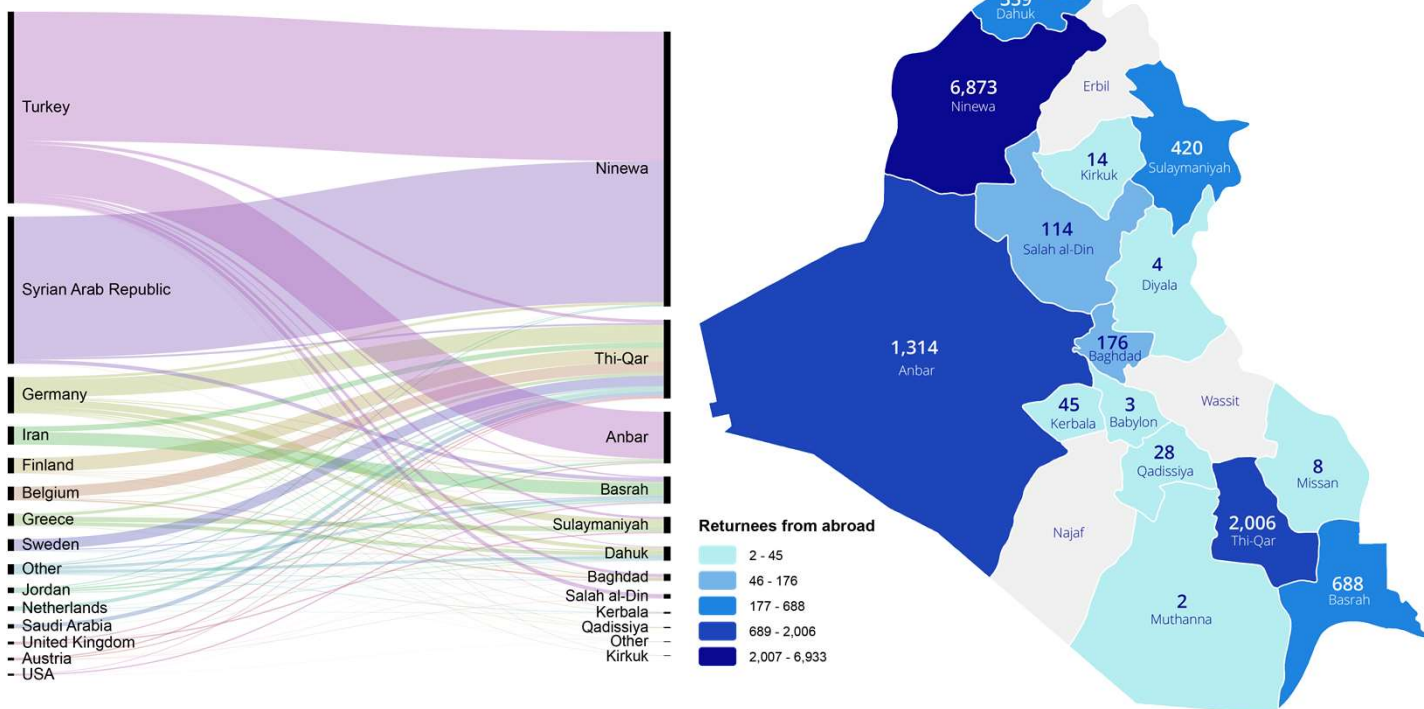 Turkey
Syrian Arab Republic
Germany
Iran
Finland
Belgium
Greece
Sweden
Other
Jordan
Netherlands
Saudi Arabia
United Kingdom
Austria
USA
Ninewa
Thi-Qar
Anbar
Basrah
Sulaymaniyah
Dahuk
Baghdad
Salah al-Din
Kerbala
Qadissiya
Other
Kirkuk
Dahuk
6,873
Ninewa
Erbil
14
Kirkuk
420
Sulaymaniyah
114
Salah al-Din
4
Diyala
1,314
Anbar
176
Baghdad
45
Kerbala
3
Babylon
Wassit
28
Qadissiya
8
Missan
Najaf
2,006
Thi-Qar
688
Basrah
2
Muthanna
Returnees from abroad
2 - 45
46 - 176
177 - 688
689 - 2,006
2,007 - 6,933